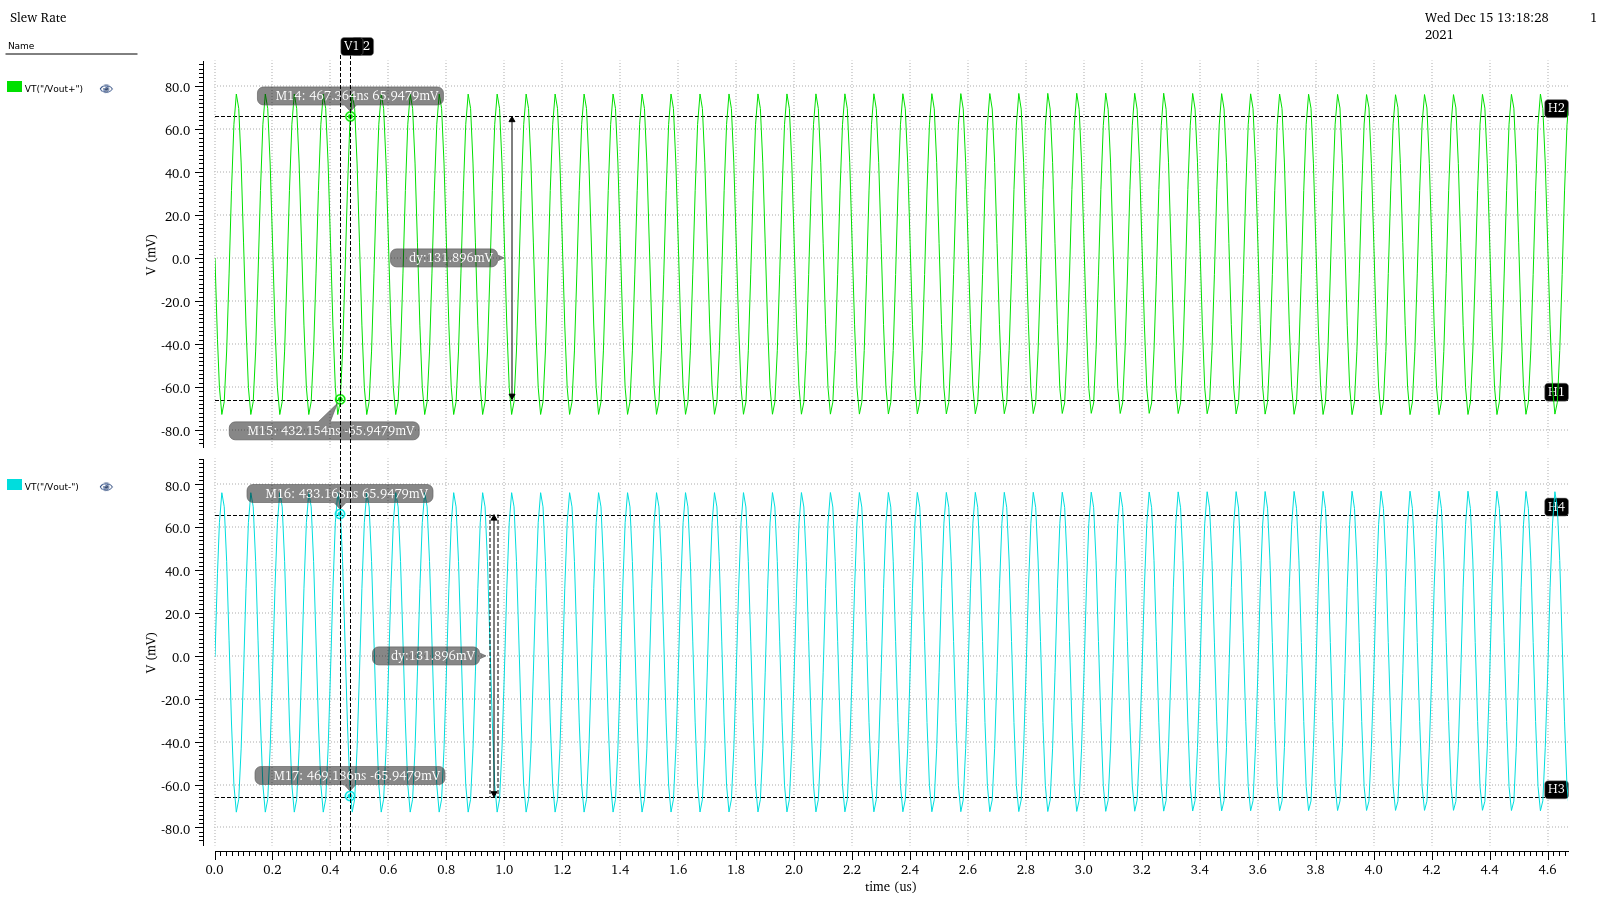 Slew Rate
Wed Dec 15 13:18:28 2021
1
Name
V1 2
VT("/Vout+")
M14: 467.364ns 65.9479mV
80.0
60.0
40.0
20.0
0.0
-20.0
-40.0
-60.0
-80.0
V (mV)
H2
dy:131.896mV
H1
M15: 432.154ns -65.9479mV
VT("/Vout-")
M16: 433.168ns 65.9479mV
80.0
60.0
40.0
20.0
0.0
-20.0
-40.0
-60.0
-80.0
V (mV)
H4
dy:131.896mV
M17: 469.186ns -65.9479mV
H3
0.0 0.2 0.4 0.6 0.8 1.0 1.2 1.4 1.6 1.8 2.0 2.2 2.4 2.6 2.8 3.0 3.2 3.4 3.6 3.8 4.0 4.2 4.4 4.6
time (us)